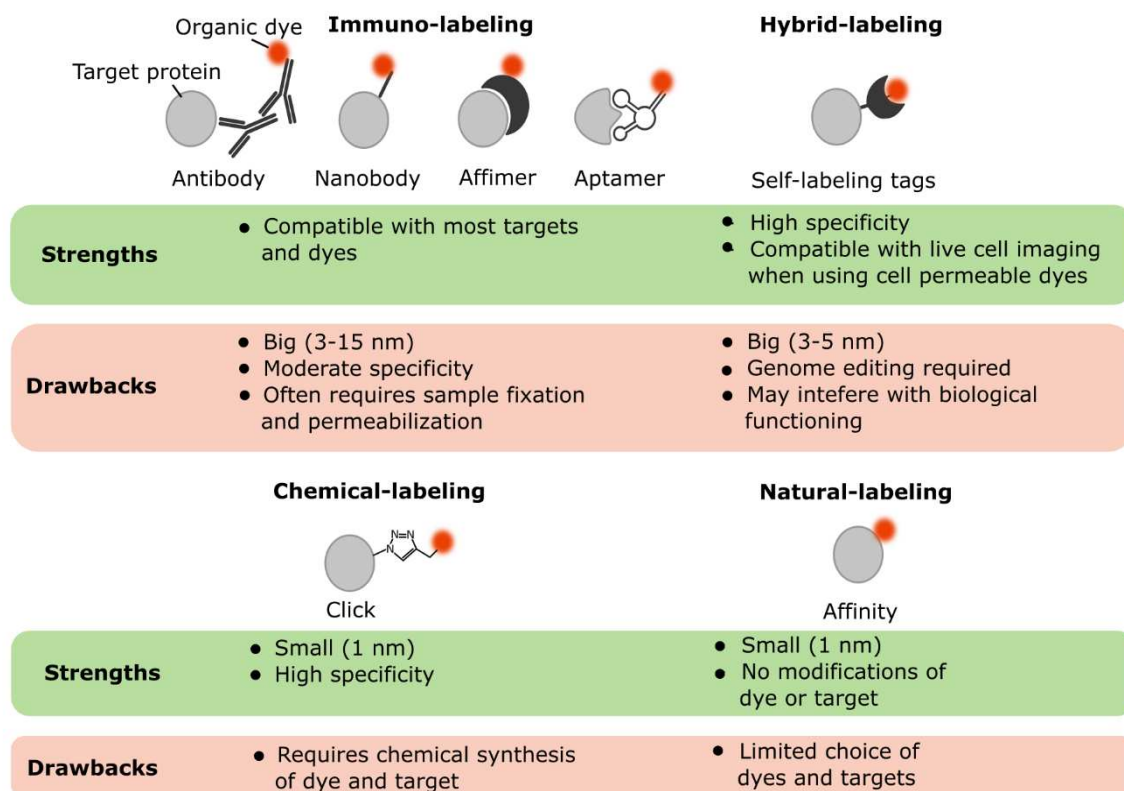 Organic dye
Immuno-labeling
Hybrid-labeling
Target protein
Antibody
Nanobody
Affimer
Aptamer
Self-labeling tags
Strengths
● Compatible with most targets
and dyes
● High specificity
● Compatible with live cell imaging
when using cell permeable dyes
Drawbacks
● Big (3-15 nm)
● Moderate specificity
● Often requires sample fixation
and permeabilization
● Big (3-5 nm)
● Genome editing required
● May intefere with biological
functioning
Chemical-labeling
Natural-labeling
N=N
N
Click
Affinity
Strengths
● Small (1 nm)
● High specificity
● Small (1 nm)
● No modifications of
dye or target
Drawbacks
● Requires chemical synthesis
of dye and target
● Limited choice of
dyes and targets